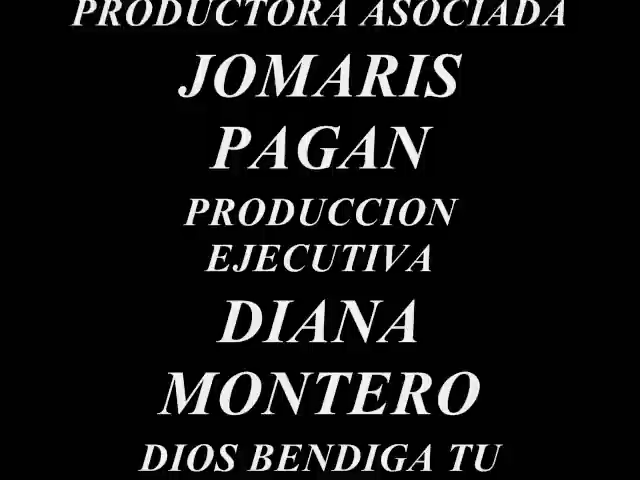 PRODUCTORA ASOCIADA
JOMARIS
PAGAN
PRODUCCION
EJECUTIVA
DIANA
MONTERO
DIOS BENDIGA TU